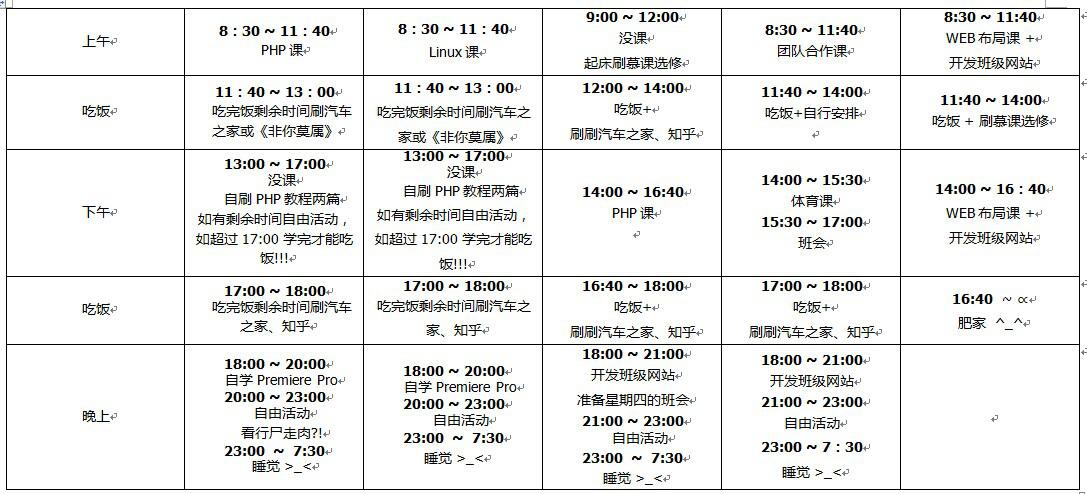 上午
8：30 ~ 11：40
PHP 课
8：30 ~ 11：40
Linux 课
9:00 ~ 12:00
没课
起床刷慕课选修
8:30 ~ 11:40
团队合作课
8:30 ~ 11:40
WEB 布局课 +
开发班级网站
吃饭
11：40 ~ 13：00
吃完饭剩余时间刷汽车
之家或《非你莫属》
11：40 ~ 13：00
吃完饭剩余时间刷汽车之
家或《非你莫属》
12:00 ~ 14:00
吃饭+
刷刷汽车之家、知乎
11:40 ~ 14:00
吃饭+自行安排
11:40 ~ 14:00
吃饭 + 刷慕课选修
下午
13:00 ~ 17:00
没课
自刷 PHP 教程两篇
如有剩余时间自由活动，
如超过 17:00 学完才能吃
饭!!!
13:00 ~ 17:00
没课
自刷 PHP 教程两篇
如有剩余时间自由活动，
如超过 17:00 学完才能吃
饭!!!
14:00 ~ 16:40
PHP 课
14:00 ~ 15:30
体育课
15:30 ~ 17:00
班会
14:00 ~ 16：40
WEB 布局课 +
开发班级网站
吃饭
17:00 ~ 18:00
吃完饭剩余时间刷汽车
之家、知乎
17:00 ~ 18:00
吃完饭剩余时间刷汽车之
家、知乎
16:40 ~ 18:00
吃饭+
刷刷汽车之家、知乎
17:00 ~ 18:00
吃饭+
刷刷汽车之家、知乎
16:40 ~ ∝
肥家 ^_^
晚上
18:00 ~ 20:00
自学 Premiere Pro
20:00 ~ 23:00
自由活动
看行尸走肉?!
23:00 ~ 7:30
睡觉 >_<
18:00 ~ 20:00
自学 Premiere Pro
20:00 ~ 23:00
自由活动
23:00 ~ 7:30
睡觉 >_<
18:00 ~ 21:00
开发班级网站
准备星期四的班会
21:00 ~ 23:00
自由活动
23:00 ~ 7:30
睡觉 >_<
18:00 ~ 21:00
开发班级网站
21:00 ~ 23:00
自由活动
23:00 ~ 7：30
睡觉 >_<